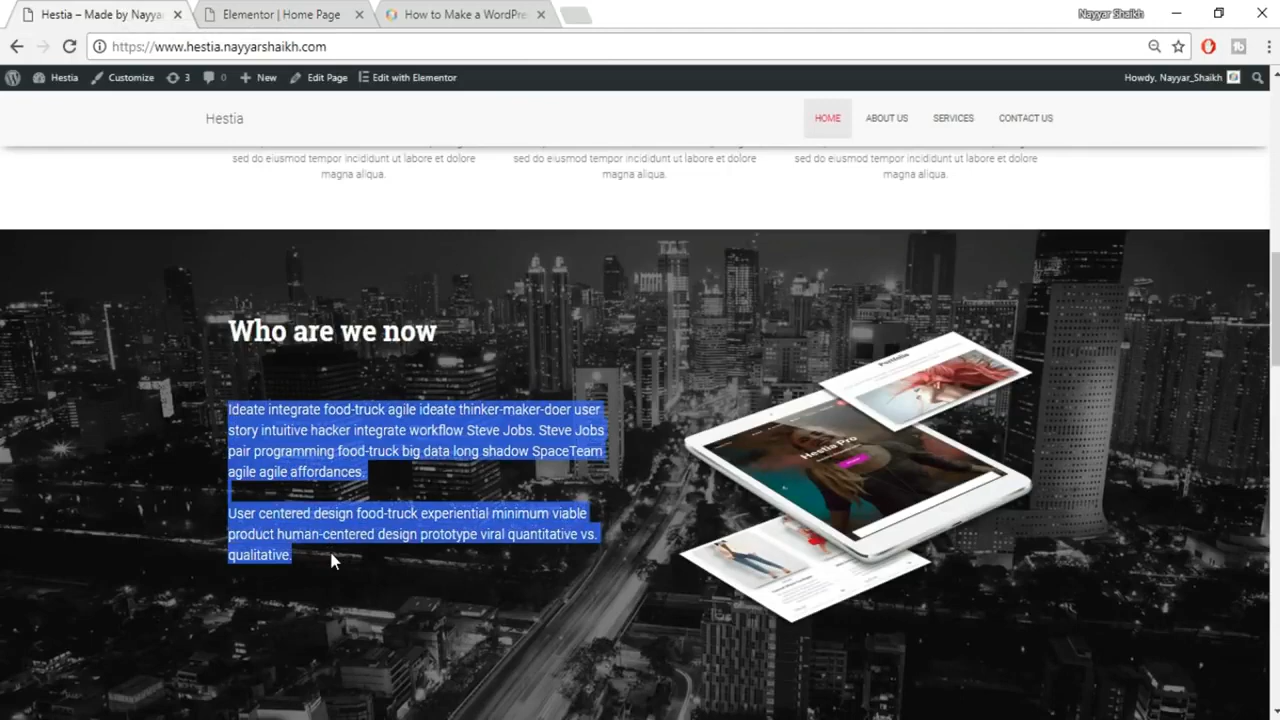 Hestia – Made by Nayya
Elementor | Home Page
How to Make a WordPre
Nayyar Shaikh
https://www.hestia.nayyarshaikh.com
Hestia
Customize
3
0
New
Edit Page
Edit with Elementor
Howdy, Nayyar_Shaikh
Hestia
HOME
ABOUT US
SERVICES
CONTACT US
sed do eiusmod tempor incididunt ut labore et dolore
magna aliqua.
sed do eiusmod tempor incididunt ut labore et dolore
magna aliqua.
sed do eiusmod tempor incididunt ut labore et dolore
magna aliqua.
Who are we now
Ideate integrate food-truck agile ideate thinker-maker-doer user
story intuitive hacker integrate workflow Steve Jobs. Steve Jobs
pair programming food-truck big data long shadow SpaceTeam
agile agile affordances.
User centered design food-truck experiential minimum viable
product human-centered design prototype viral quantitative vs.
qualitative.
Portfolio
Hestia Pro